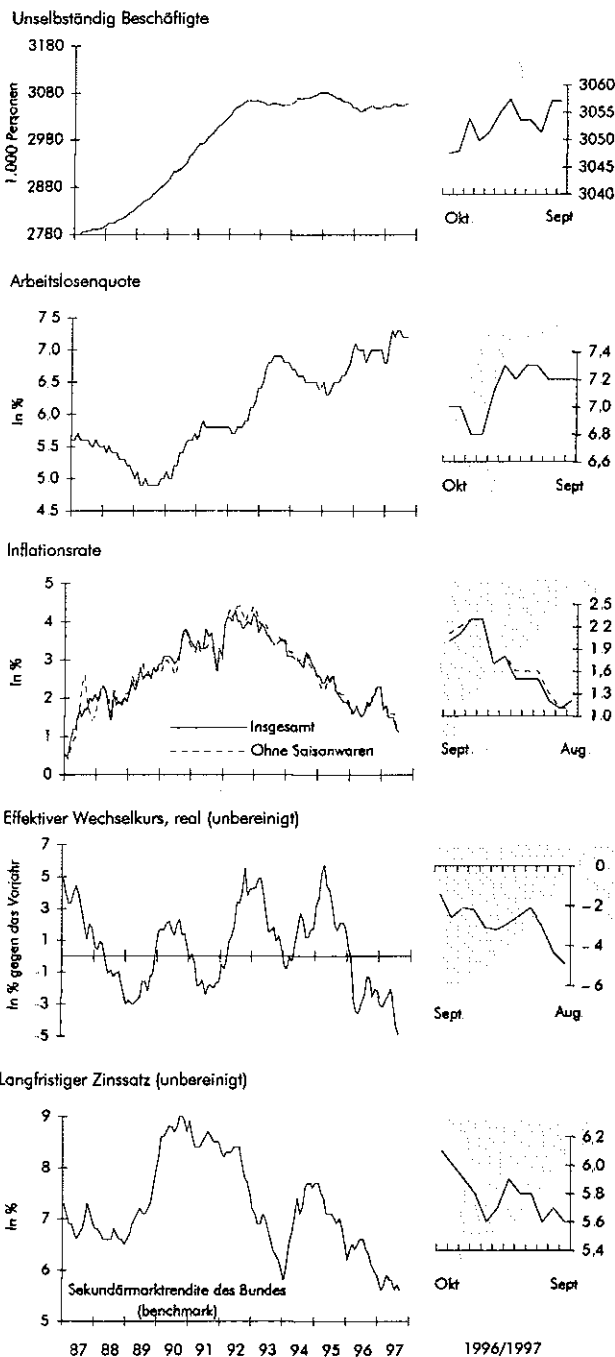 Unselbständig Beschäftigte
3180
3080
2980
2880
2780
1.000 Personen
3060
3055
3050
3045
3040
Okt
Sept
Arbeitslosenquote
7 5
7.0
6.5
6,0
5.5
5.0
4 5
In %
7,4
7.2
7.0
6.8
6,6
Okt
Sept
Inflationsrate
5
4
3
2
1
0
In %
Insgesamt
Ohne Saisonwaren
2.5
2 2
1.9
1,6
1.3
1.0
Sept.
Aug.
Effektiver Wechselkurs, real (unbereinigt)
7
5
3
1
-1
-3
-5
In % gegen das Vorjahr
0
-2
-4
-6
Sept.
Aug.
Langfristiger Zinssatz (unbereinigt)
9
8
7
6
5
In %
Sekundärmarktrendite des Bundes
(benchmark)
6,2
6,0
5.8
5.6
5,4
Okt
Sept
87 88 89 90 91 92 93 94 95 96 97
1996/1997